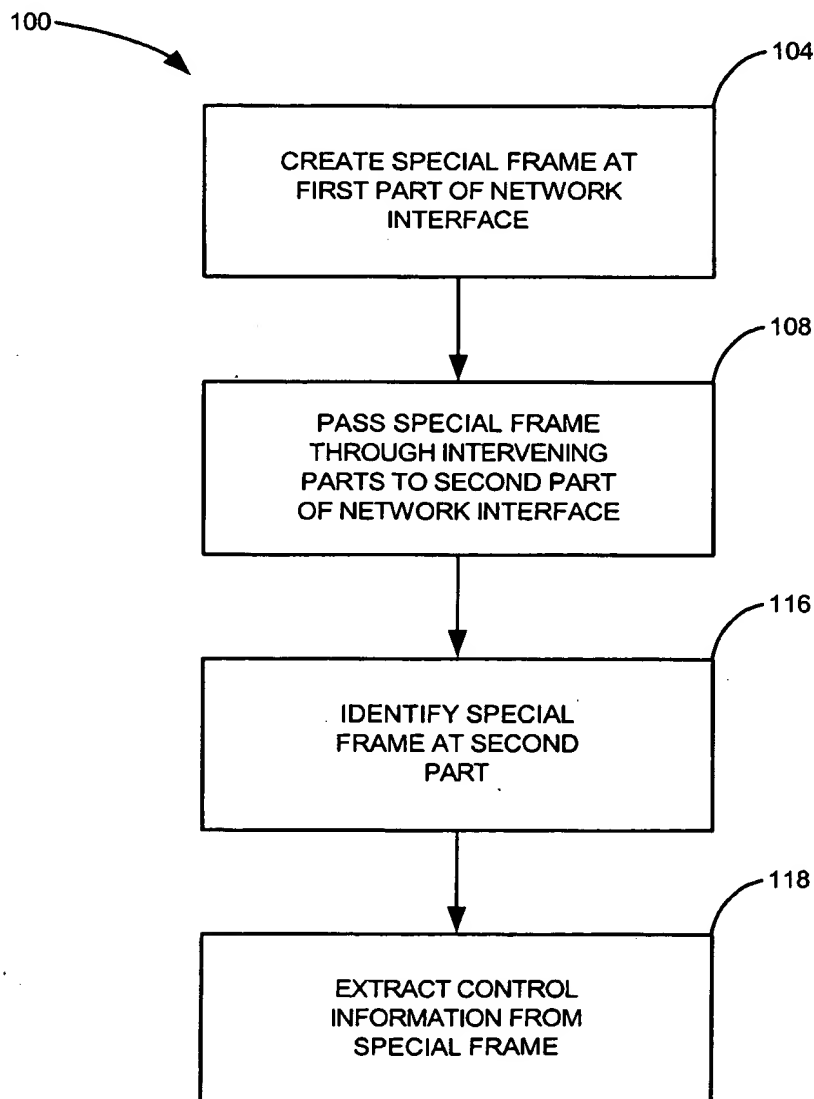 100
104
CREATE SPECIAL FRAME AT
FIRST PART OF NETWORK
INTERFACE
108
PASS SPECIAL FRAME
THROUGH INTERVENING
PARTS TO SECOND PART
OF NETWORK INTERFACE
116
IDENTIFY SPECIAL
FRAME AT SECOND
PART
118
EXTRACT CONTROL
INFORMATION FROM
SPECIAL FRAME